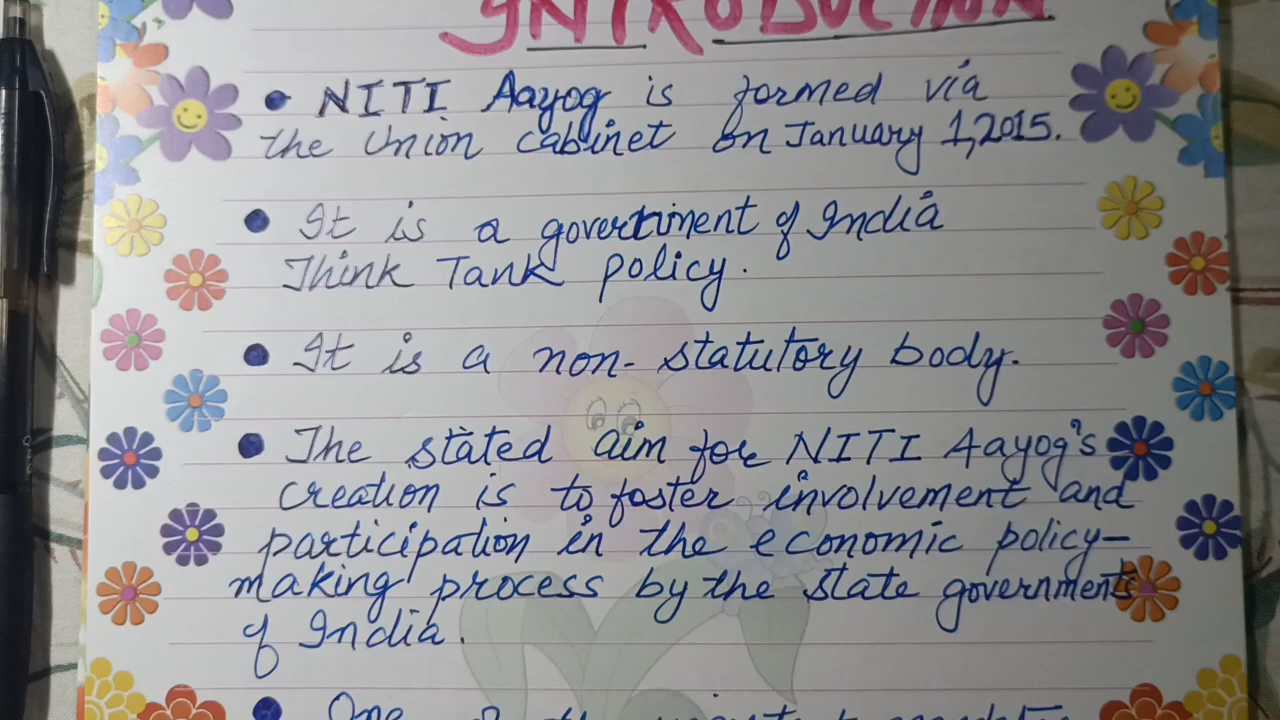 INTRODUCTION
• NITI Aayog is formed via
the Union cabinet on January 1,2015.
• It is a government of India
Think Tank policy.
• It is a non-statutory body.
• The stated aim for NITI Aayog's
creation is to foster involvement and
participation in the economic policy-
making process by the state governments
of India.
• One